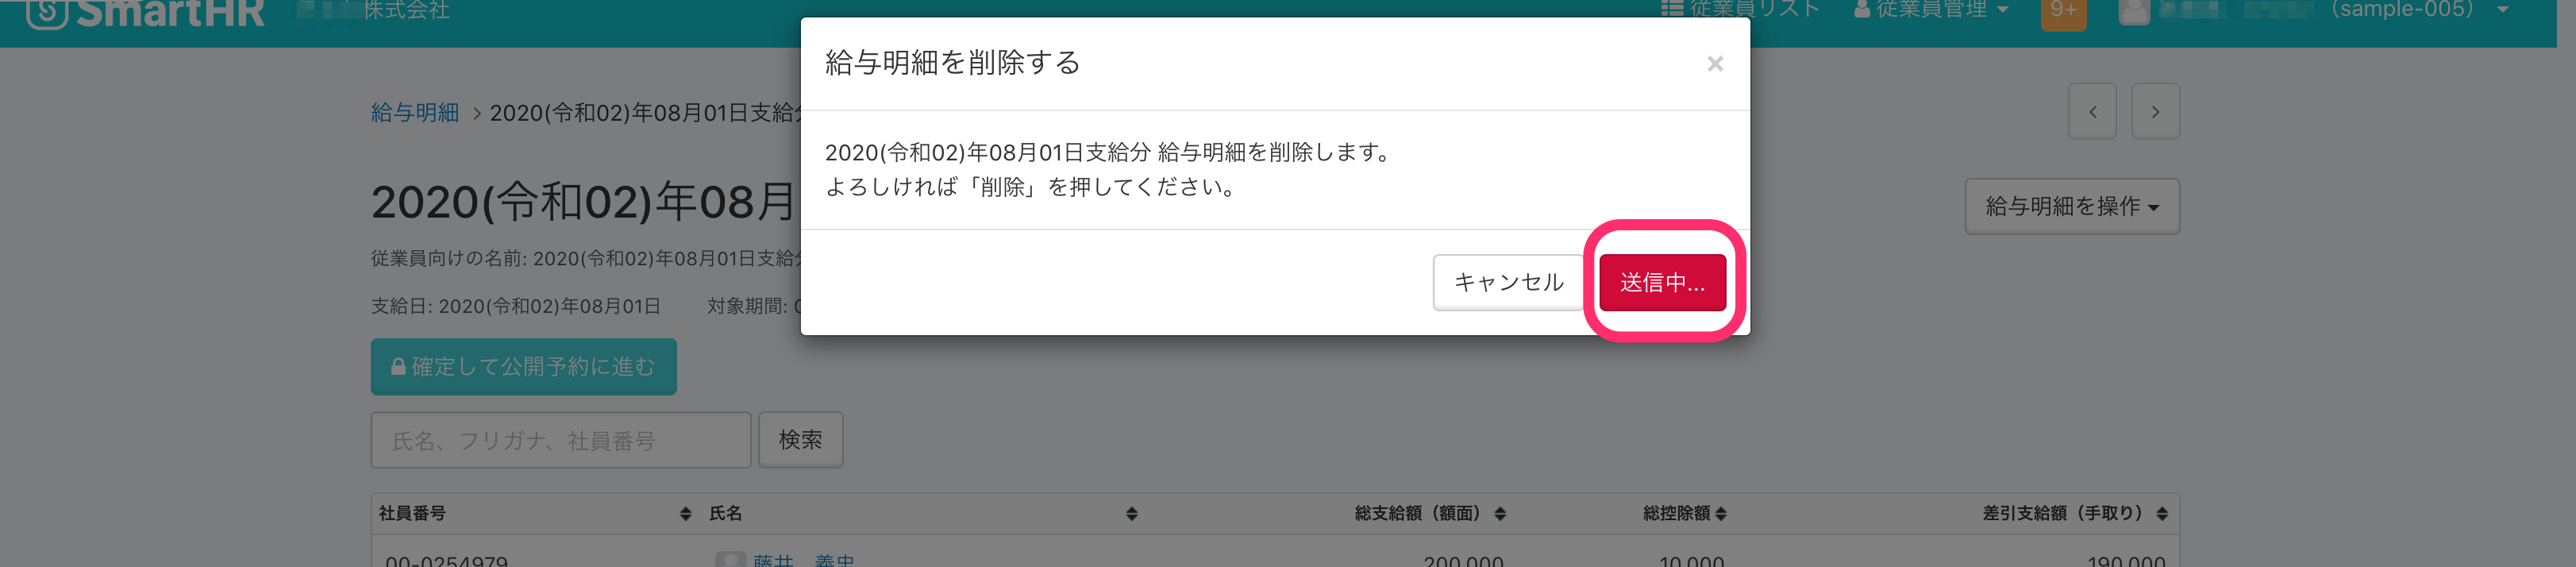 SmartHR
株式会社
従業員リスト
従業員管理
9+
（sample-005）
給与明細を削除する
×
給与明細 > 2020(令和02)年08月01日支給
2020(令和02)年08月01日支給分 給与明細を削除します。
よろしければ「削除」を押してください。
2020(令和02)年08月
給与明細を操作
従業員向けの名前: 2020(令和02)年08月01日支給
キャンセル
送信中...
支給日: 2020(令和02)年08月01日
対象期間: 0
確定して公開予約に進む
氏名、フリガナ、社員番号
検索
社員番号
氏名
総支給額（額面）
総控除額
差引支給額（手取り）
00-0254979
藤井 義忠
200,000
10,000
190,000